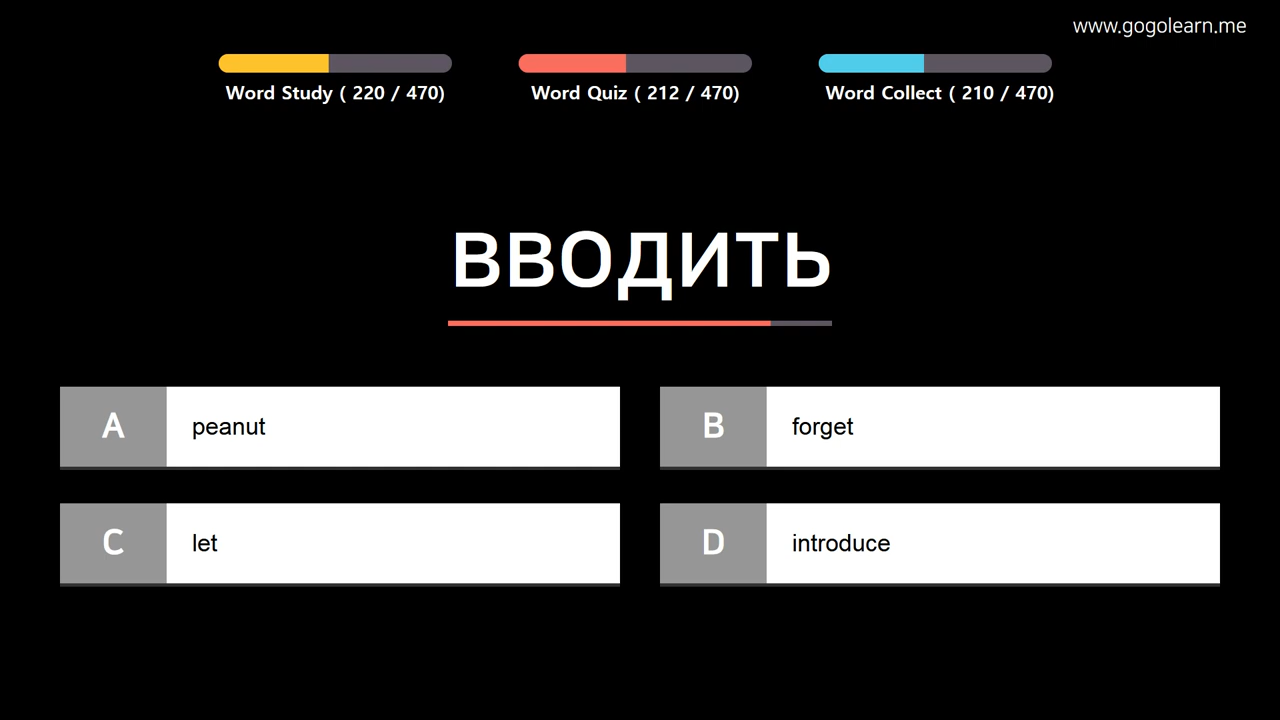 www.gogolearn.me
Word Study ( 220 / 470)
Word Quiz ( 212 / 470)
Word Collect ( 210 / 470)
ВВОДИТЬ
A peanut
B forget
C let
D introduce